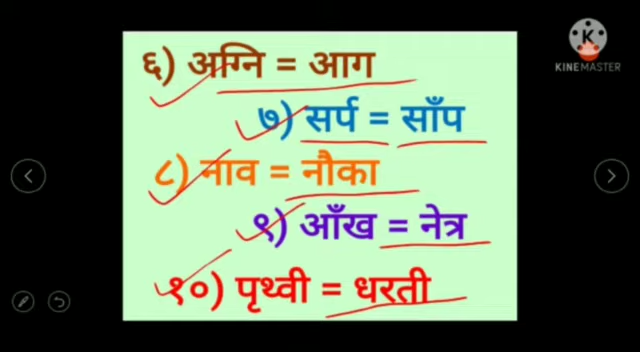 ६) अग्नि = आग
KINEMASTER
७) सर्प = साँप
८) नाव = नौका
९) आँख = नेत्र
१०) पृथ्वी = धरती